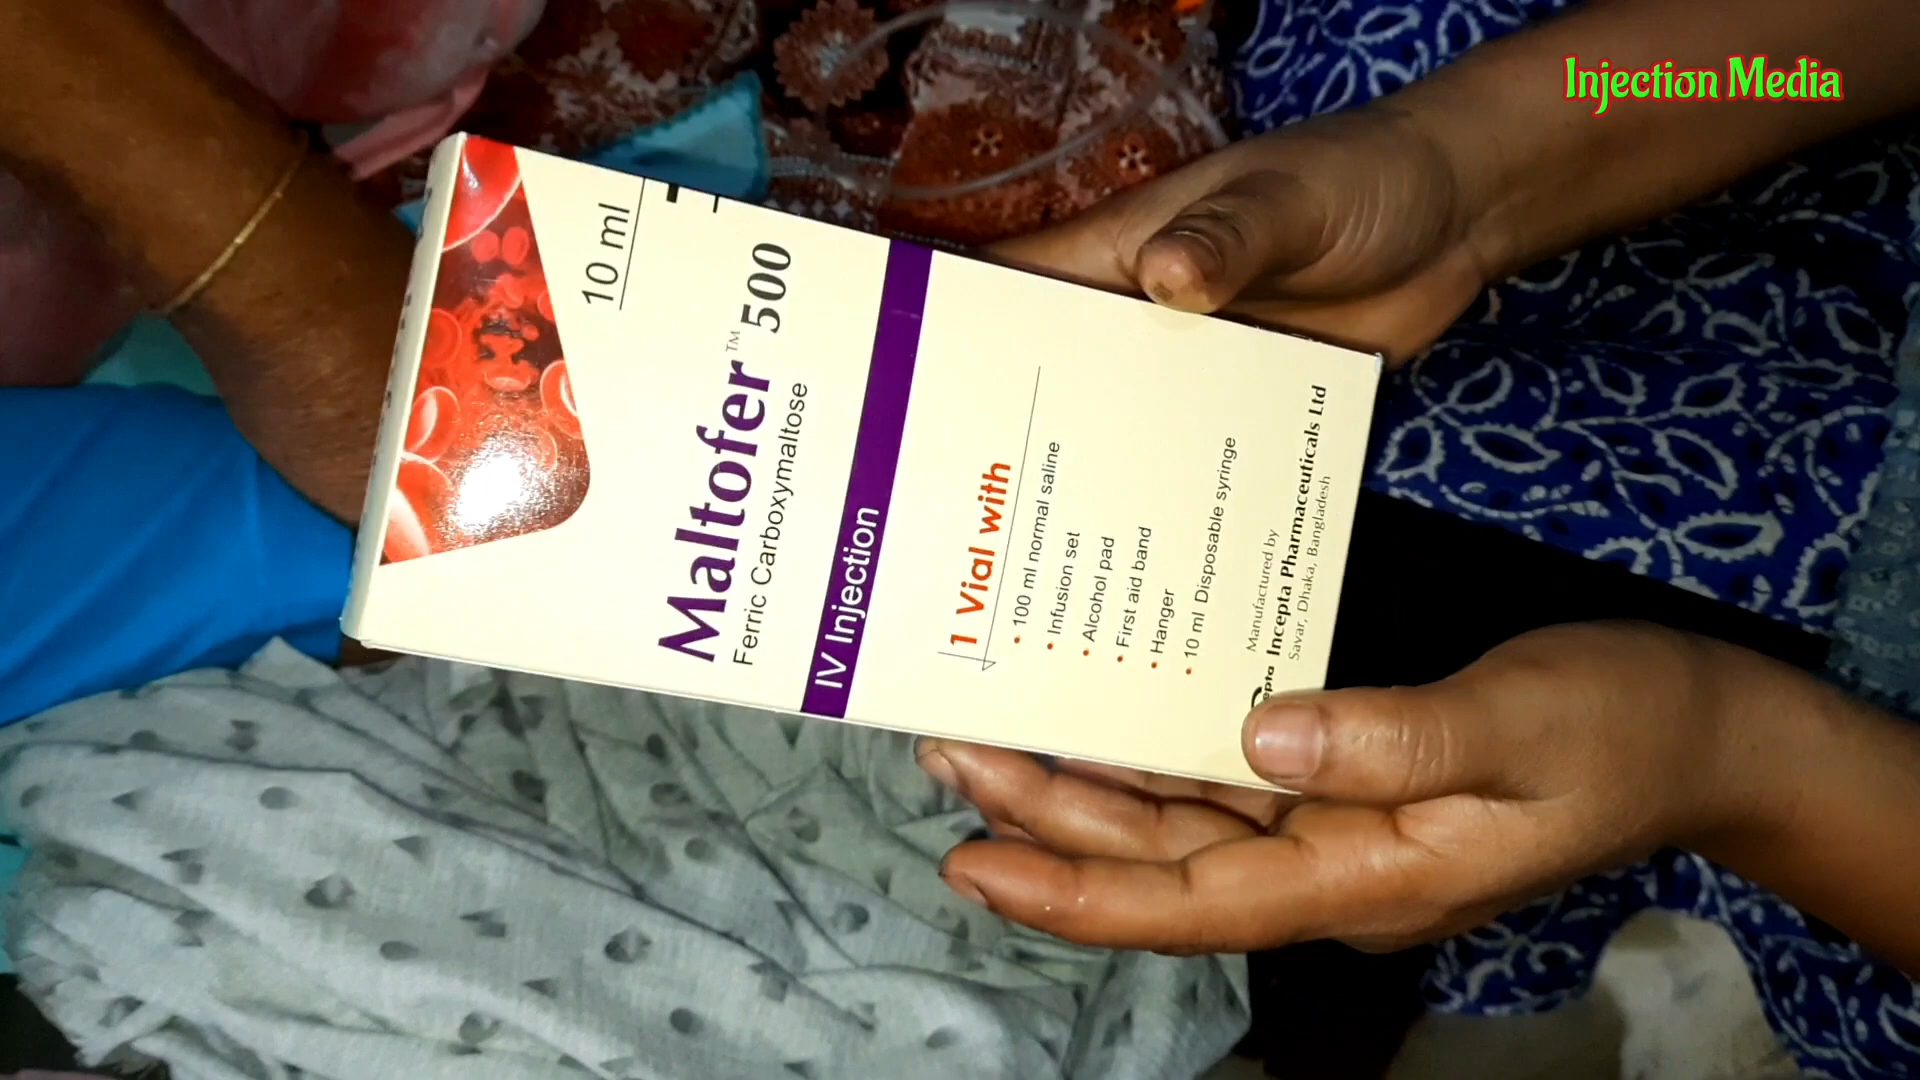 Injection Media
10 ml
Maltofer™ 500
Ferric Carboxymaltose
IV Injection
1 Vial with
• 100 ml normal saline
• Infusion set
• Alcohol pad
• First aid band
• Hanger
• 10 ml Disposable syringe
Manufactured by
Incepta Pharmaceuticals Ltd
Savar, Dhaka, Bangladesh